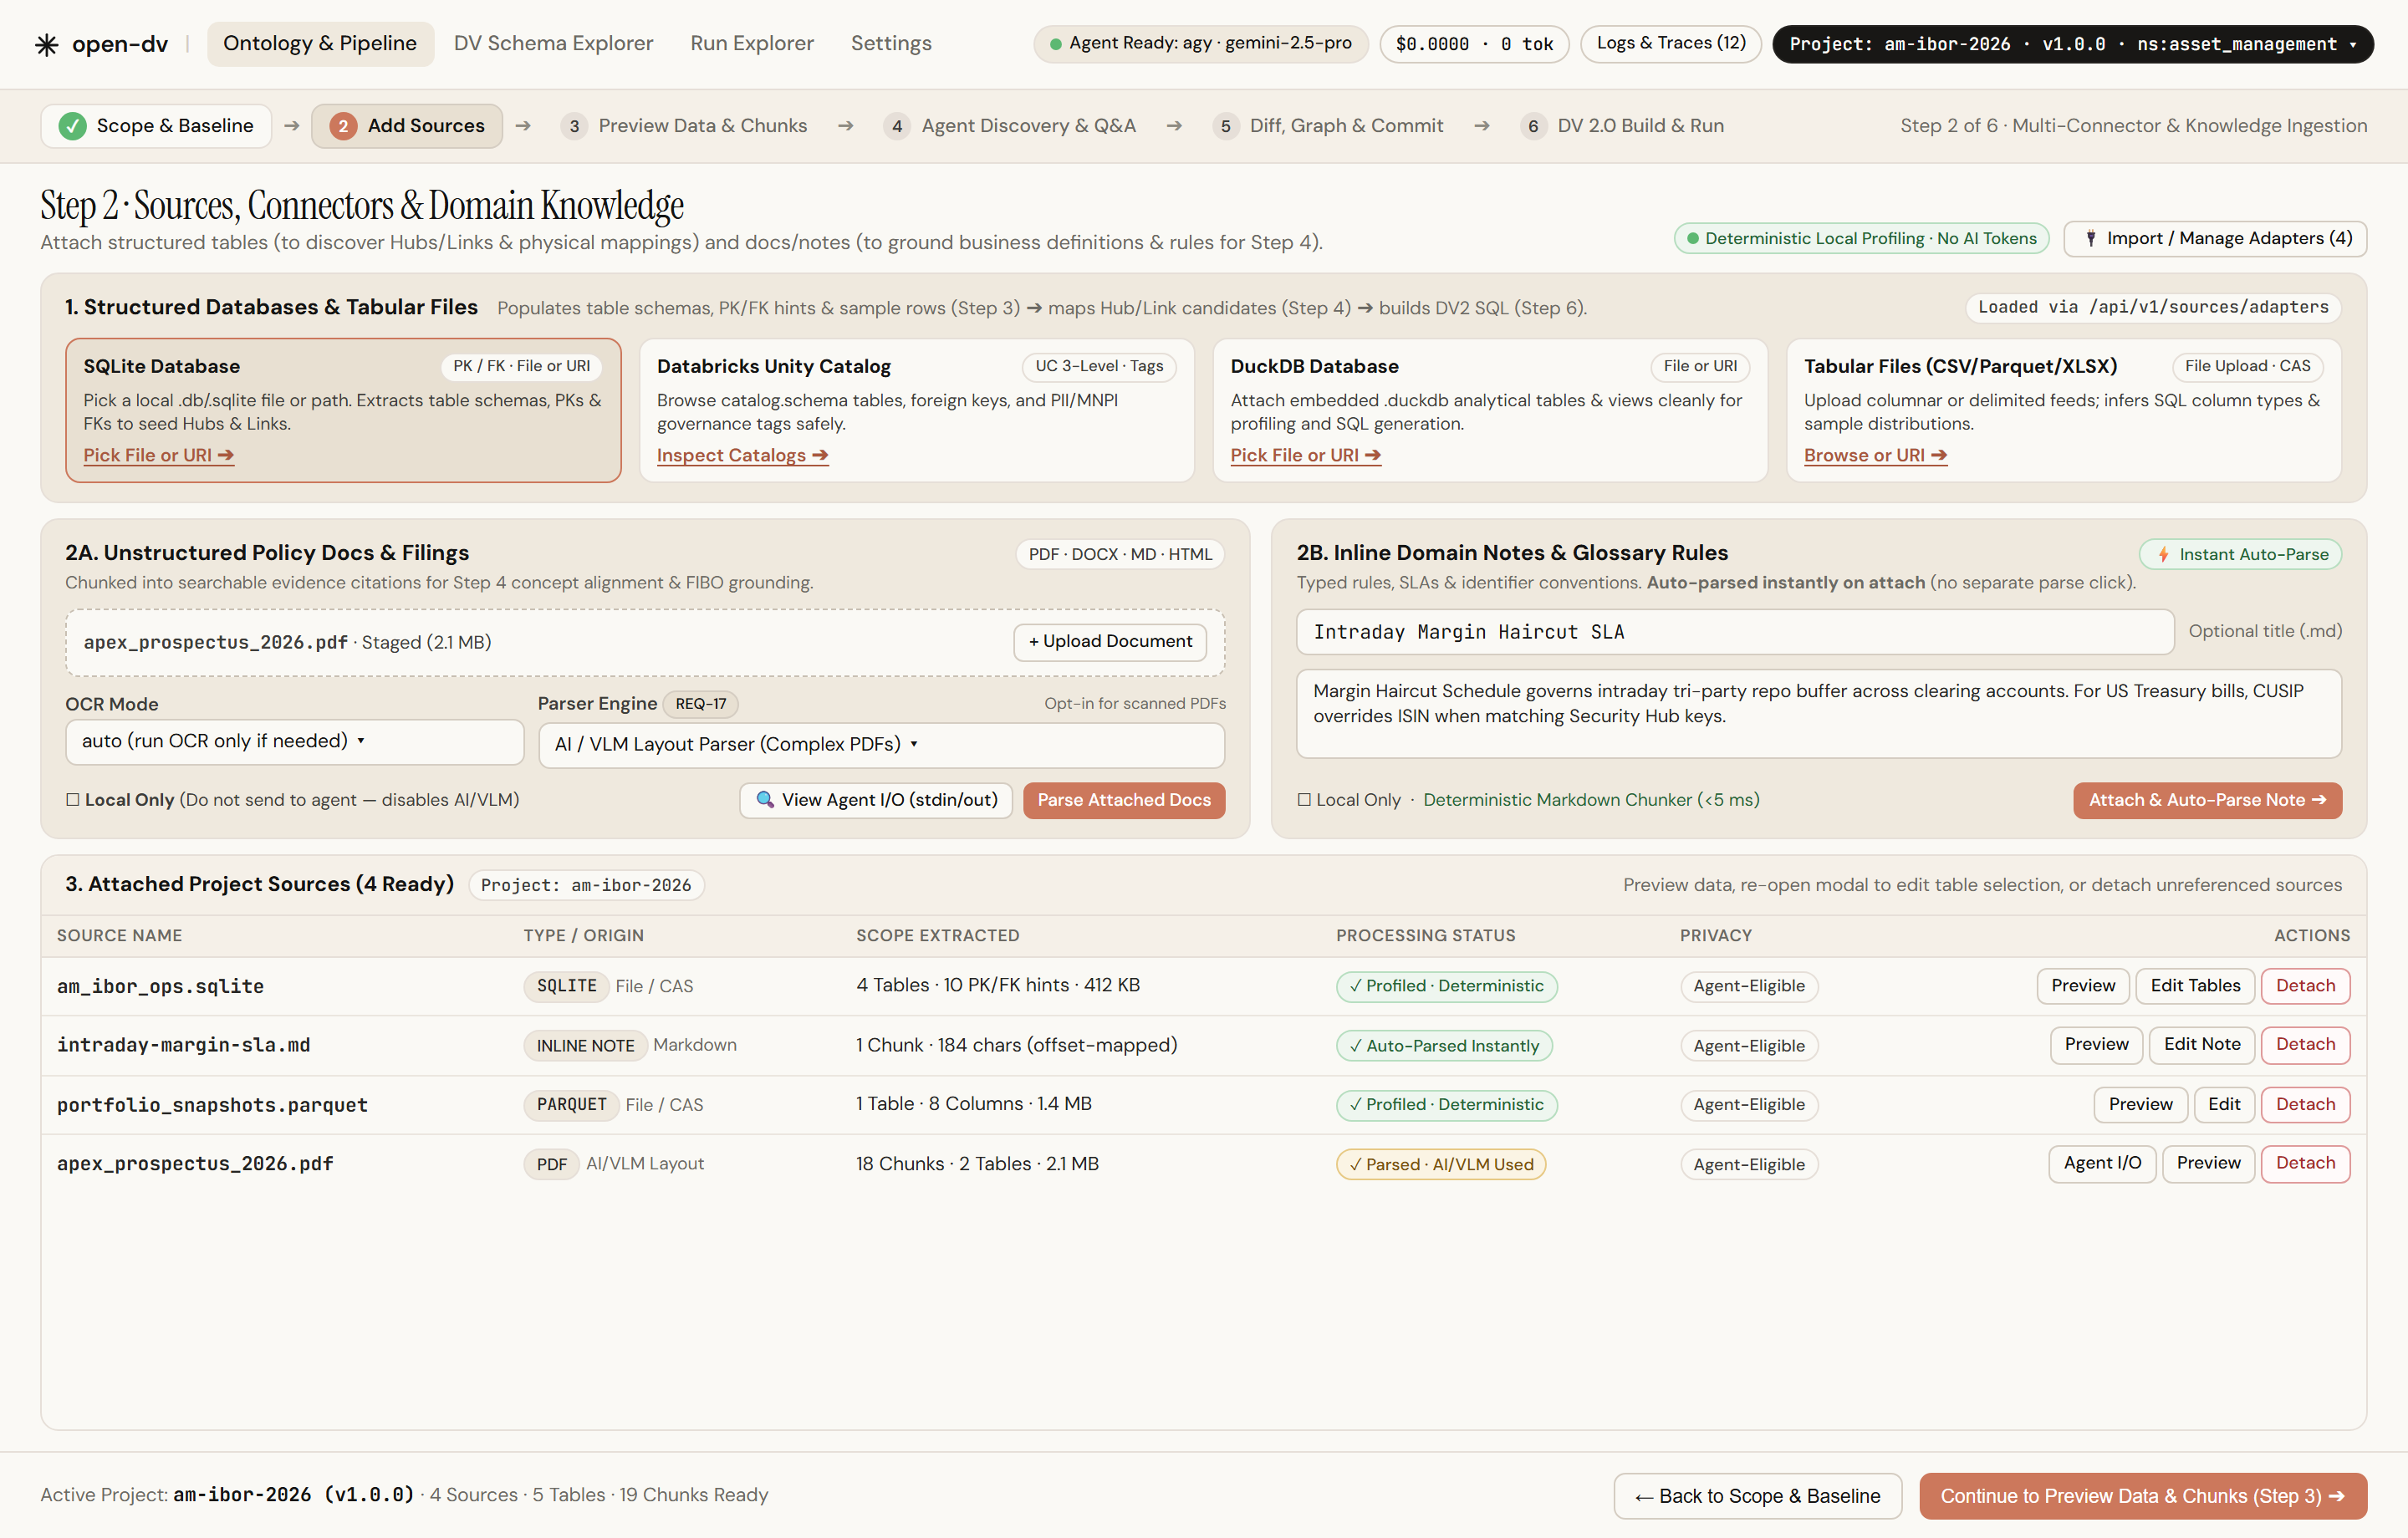 open-dv | Ontology & Pipeline DV Schema Explorer Run Explorer Settings Agent Ready: agy · gemini-2.5-pro $0.0000 · 0 tok Logs & Traces (12) Project: am-ibor-2026 · v1.0.0 · ns:asset_management ▾
✓ Scope & Baseline → 2 Add Sources → 3 Preview Data & Chunks → 4 Agent Discovery & Q&A → 5 Diff, Graph & Commit → 6 DV 2.0 Build & Run Step 2 of 6 · Multi-Connector & Knowledge Ingestion
Step 2 · Sources, Connectors & Domain Knowledge
Attach structured tables (to discover Hubs/Links & physical mappings) and docs/notes (to ground business definitions & rules for Step 4).
Deterministic Local Profiling · No AI Tokens Import / Manage Adapters (4)
1. Structured Databases & Tabular Files Populates table schemas, PK/FK hints & sample rows (Step 3) → maps Hub/Link candidates (Step 4) → builds DV2 SQL (Step 6). Loaded via /api/v1/sources/adapters
SQLite Database PK / FK · File or URI
Pick a local .db/.sqlite file or path. Extracts table schemas, PKs &
FKs to seed Hubs & Links.
Pick File or URI →
Databricks Unity Catalog UC 3-Level · Tags
Browse catalog.schema tables, foreign keys, and PII/MNPI
governance tags safely.
Inspect Catalogs →
DuckDB Database File or URI
Attach embedded .duckdb analytical tables & views cleanly for
profiling and SQL generation.
Pick File or URI →
Tabular Files (CSV/Parquet/XLSX) File Upload · CAS
Upload columnar or delimited feeds; infers SQL column types &
sample distributions.
Browse or URI →
2A. Unstructured Policy Docs & Filings PDF · DOCX · MD · HTML
Chunked into searchable evidence citations for Step 4 concept alignment & FIBO grounding.
apex_prospectus_2026.pdf · Staged (2.1 MB) + Upload Document
OCR Mode Parser Engine REQ-17 Opt-in for scanned PDFs
auto (run OCR only if needed) ▾ AI / VLM Layout Parser (Complex PDFs) ▾
☐ Local Only (Do not send to agent — disables AI/VLM) View Agent I/O (stdin/out) Parse Attached Docs
2B. Inline Domain Notes & Glossary Rules Instant Auto-Parse
Typed rules, SLAs & identifier conventions. Auto-parsed instantly on attach (no separate parse click).
Intraday Margin Haircut SLA Optional title (.md)
Margin Haircut Schedule governs intraday tri-party repo buffer across clearing accounts. For US Treasury bills, CUSIP
overrides ISIN when matching Security Hub keys.
☐ Local Only · Deterministic Markdown Chunker (<5 ms) Attach & Auto-Parse Note →
3. Attached Project Sources (4 Ready) Project: am-ibor-2026 Preview data, re-open modal to edit table selection, or detach unreferenced sources
SOURCE NAME TYPE / ORIGIN SCOPE EXTRACTED PROCESSING STATUS PRIVACY ACTIONS
am_ibor_ops.sqlite SQLITE File / CAS 4 Tables · 10 PK/FK hints · 412 KB ✓ Profiled · Deterministic Agent-Eligible Preview Edit Tables Detach
intraday-margin-sla.md INLINE NOTE Markdown 1 Chunk · 184 chars (offset-mapped) ✓ Auto-Parsed Instantly Agent-Eligible Preview Edit Note Detach
portfolio_snapshots.parquet PARQUET File / CAS 1 Table · 8 Columns · 1.4 MB ✓ Profiled · Deterministic Agent-Eligible Preview Edit Detach
apex_prospectus_2026.pdf PDF AI/VLM Layout 18 Chunks · 2 Tables · 2.1 MB ✓ Parsed · AI/VLM Used Agent-Eligible Agent I/O Preview Detach
Active Project: am-ibor-2026 (v1.0.0) · 4 Sources · 5 Tables · 19 Chunks Ready ← Back to Scope & Baseline Continue to Preview Data & Chunks (Step 3) →